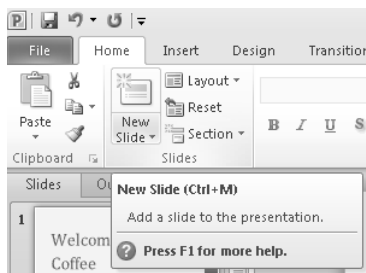 P
File Home Insert Design Transition
Layout
Reset
Paste New Slide Section B I U S
Clipboard Slides
Slides
New Slide (Ctrl+M)
Add a slide to the presentation.
1 Press F1 for more help.
Welcom
Coffee